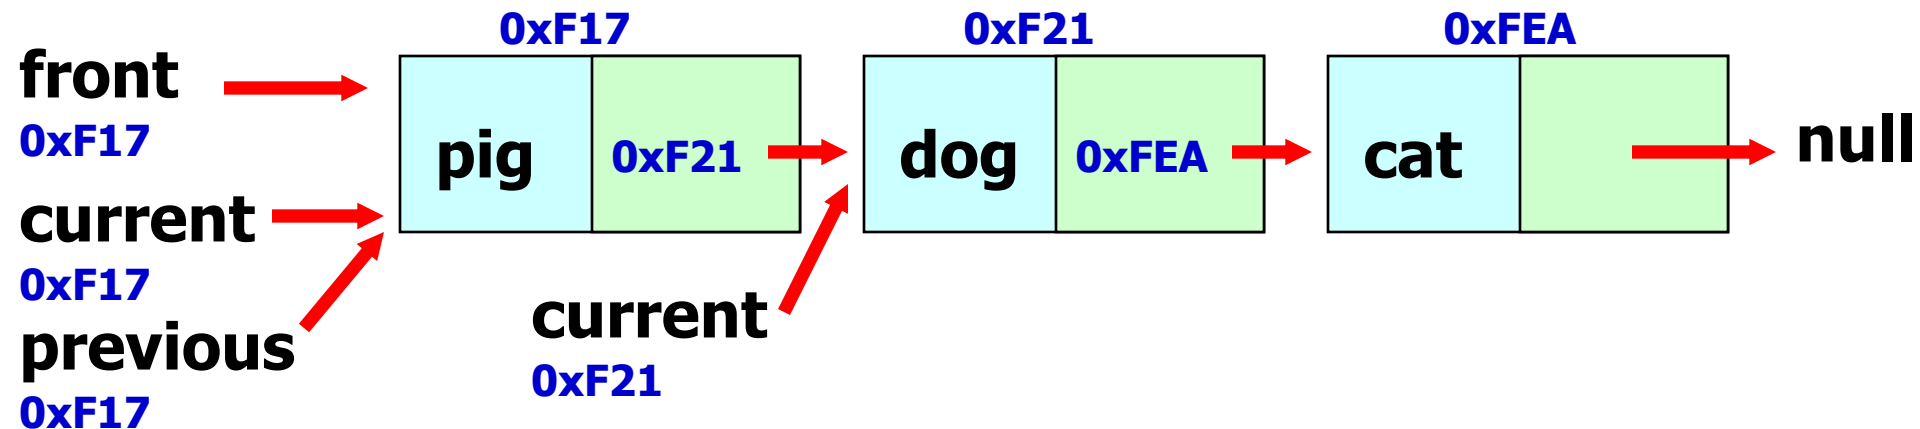 0xF17
0xF21
0xFEA
front
0xF17
pig
0xF21
dog
0xFEA
cat
null
current
0xF17
previous
0xF17
current
0xF21